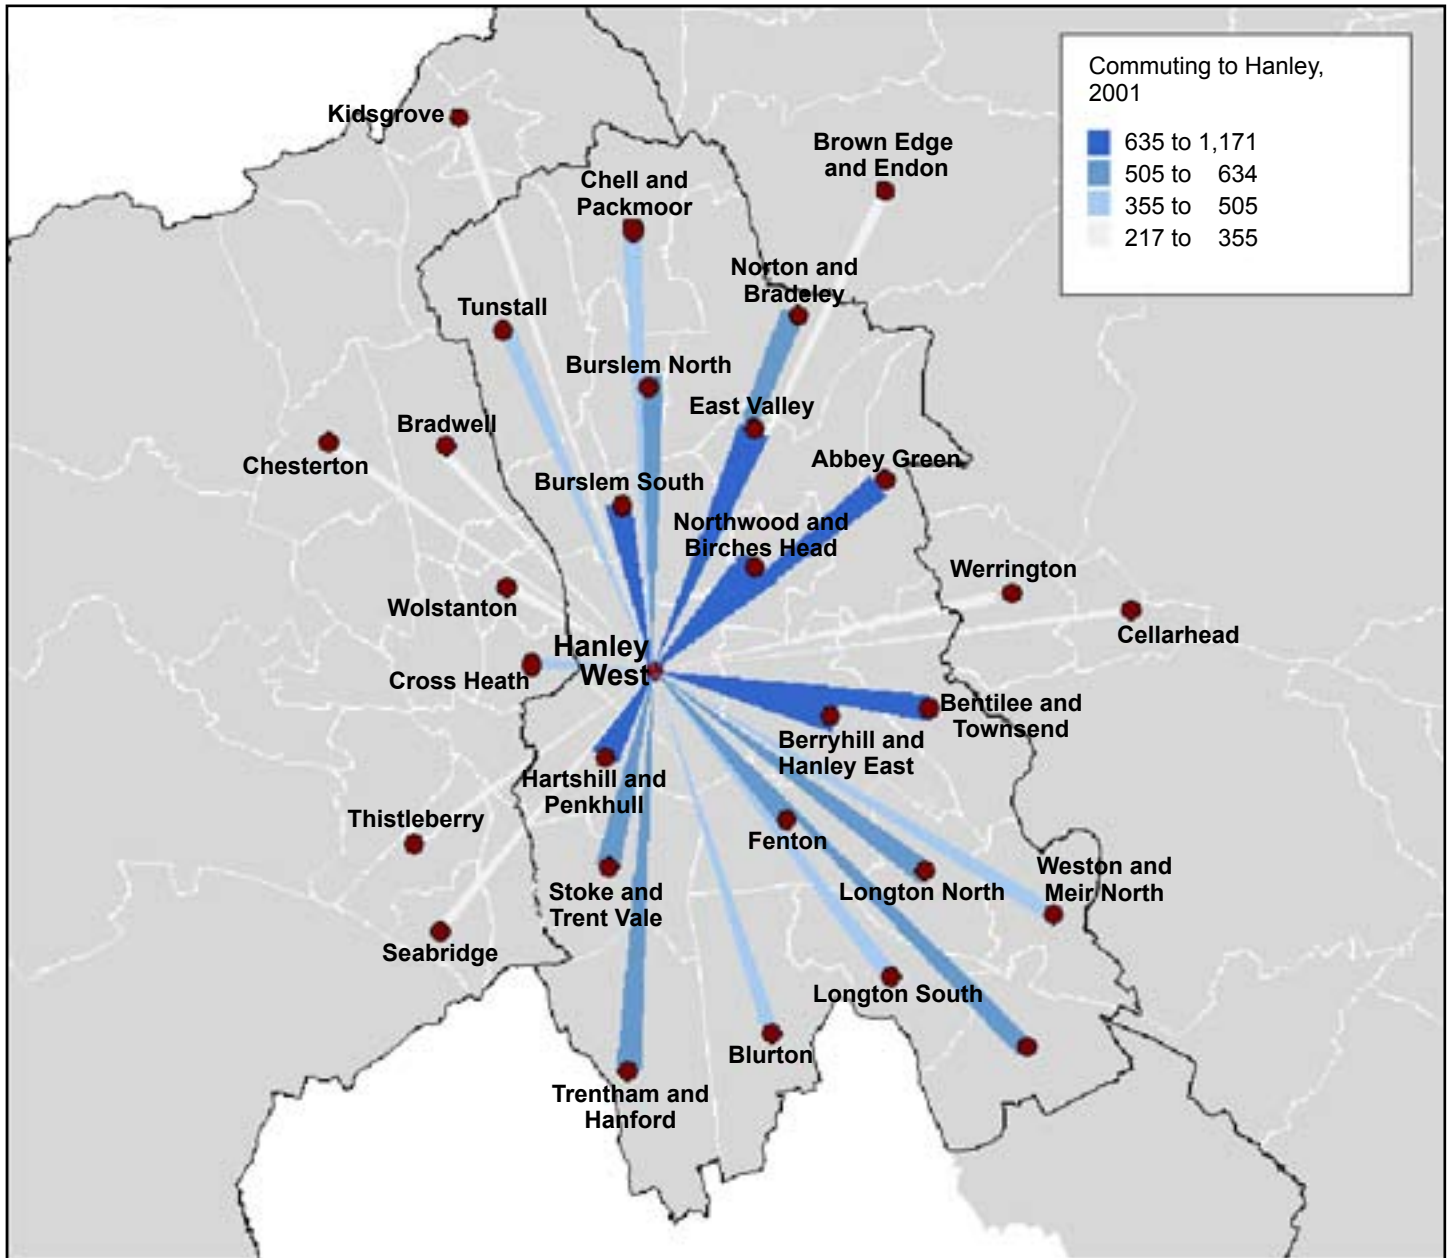 Commuting to Hanley,
2001
635 to 1,171
505 to 634
355 to 505
217 to 355
Kidsgrove
Brown Edge
and Endon
Chell and
Packmoor
Norton and
Bradeley
Tunstall
Burslem North
East Valley
Bradwell
Chesterton
Abbey Green
Burslem South
Northwood and
Birches Head
Werrington
Wolstanton
Cellarhead
Hanley
West
Cross Heath
Bentilee and
Townsend
Berryhill and
Hanley East
Hartshill and
Penkhull
Thistleberry
Fenton
Weston and
Meir North
Longton North
Stoke and
Trent Vale
Seabridge
Longton South
Blurton
Trentham and
Hanford